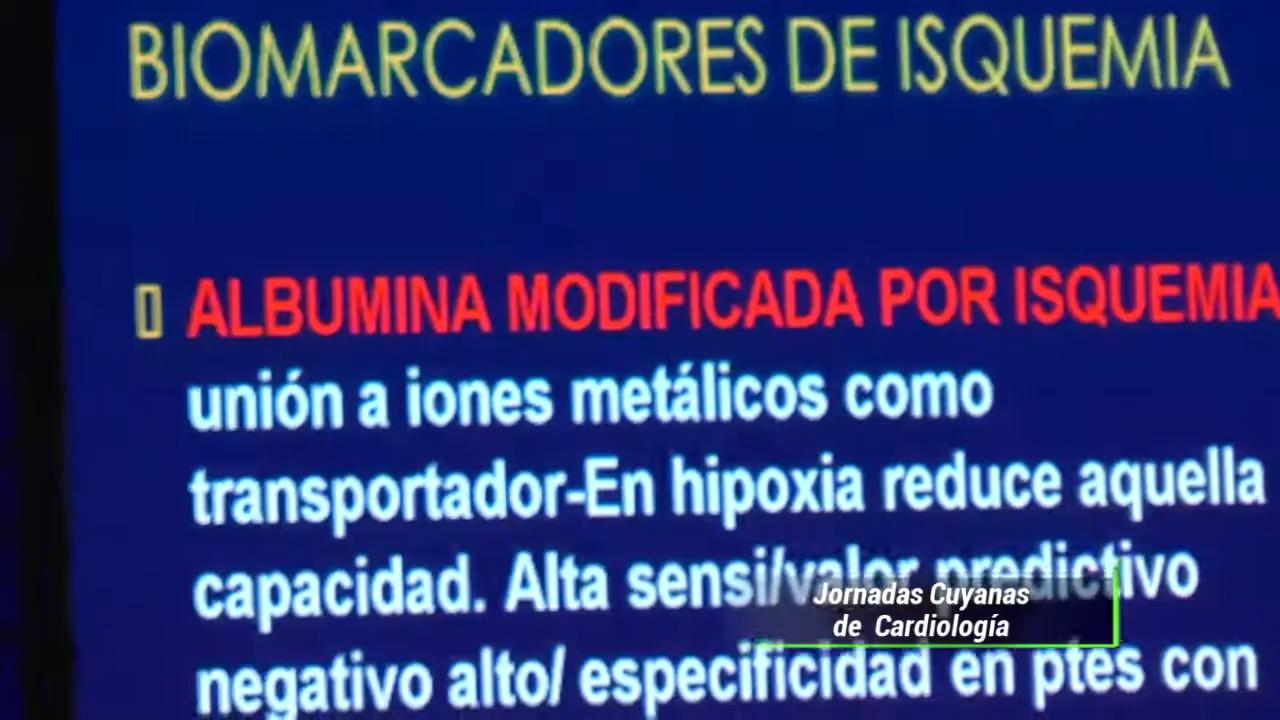 BIOMARCADORES DE ISQUEMIA
ALBUMINA MODIFICADA POR ISQUEMIA
unión a iones metálicos como
transportador-En hipoxia reduce aquella
capacidad. Alta sensi/valor predictivo
negativo alto/ especificidad en ptes con
Jornadas Cuyanas
de Cardiología